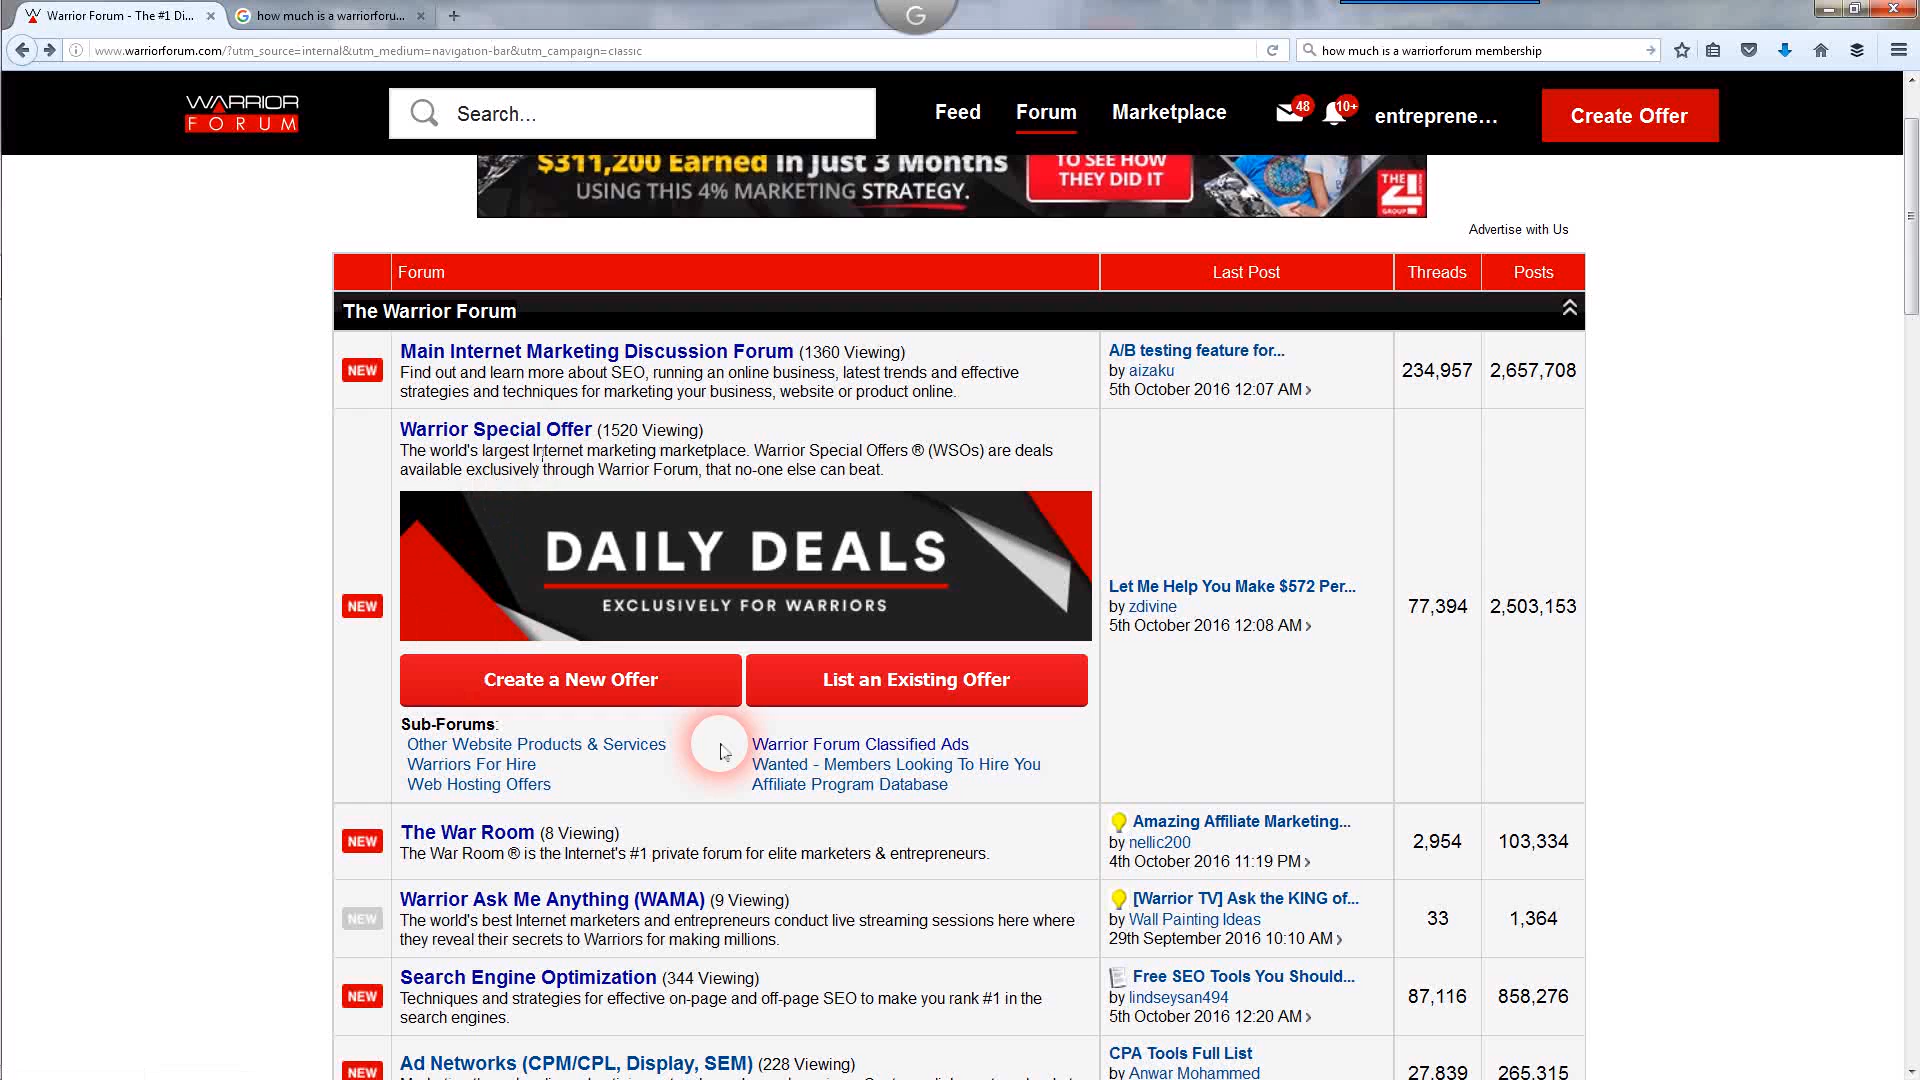 Warrior Forum - The #1 Di...
how much is a warriorforu...
www.warriorforum.com/?utm_source=internal&utm_medium=navigation-bar&utm_campaign=classic
how much is a warriorforum membership
WARRIOR
FORUM
Search...
Feed
Forum
Marketplace
48
10+
entreprene...
Create Offer
$311,200 Earned In Just 3 Months
USING THIS 4% MARKETING STRATEGY.
TO SEE HOW
THEY DID IT
THE
GROUP
Advertise with Us
Forum
Last Post
Threads
Posts
The Warrior Forum
NEW
Main Internet Marketing Discussion Forum (1360 Viewing)
Find out and learn more about SEO, running an online business, latest trends and effective
strategies and techniques for marketing your business, website or product online.
A/B testing feature for...
by aizaku
5th October 2016 12:07 AM
234,957
2,657,708
NEW
Warrior Special Offer (1520 Viewing)
The world's largest Internet marketing marketplace. Warrior Special Offers ® (WSOs) are deals
available exclusively through Warrior Forum, that no-one else can beat.
DAILY DEALS
EXCLUSIVELY FOR WARRIORS
Create a New Offer
List an Existing Offer
Sub-Forums:
Other Website Products & Services
Warrior Forum Classified Ads
Warriors For Hire
Wanted - Members Looking To Hire You
Web Hosting Offers
Affiliate Program Database
Let Me Help You Make $572 Per...
by zdivine
5th October 2016 12:08 AM
77,394
2,503,153
NEW
The War Room (8 Viewing)
The War Room ® is the Internet's #1 private forum for elite marketers & entrepreneurs.
Amazing Affiliate Marketing...
by nellic200
4th October 2016 11:19 PM
2,954
103,334
NEW
Warrior Ask Me Anything (WAMA) (9 Viewing)
The world's best Internet marketers and entrepreneurs conduct live streaming sessions here where
they reveal their secrets to Warriors for making millions.
[Warrior TV] Ask the KING of...
by Wall Painting Ideas
29th September 2016 10:10 AM
33
1,364
NEW
Search Engine Optimization (344 Viewing)
Techniques and strategies for effective on-page and off-page SEO to make you rank #1 in the
search engines.
Free SEO Tools You Should...
by lindseysan494
5th October 2016 12:20 AM
87,116
858,276
NEW
Ad Networks (CPM/CPL, Display, SEM) (228 Viewing)
CPA Tools Full List
by Anwar Mohammed
27,839
265,315